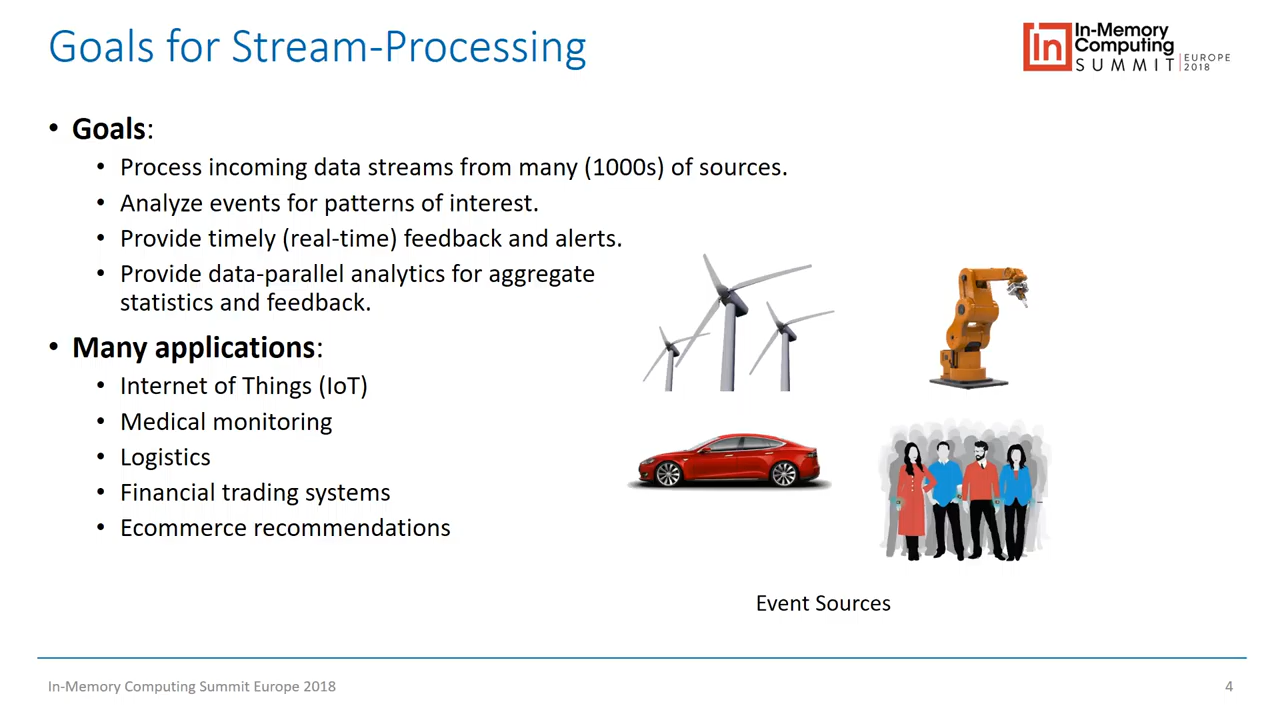 Goals for Stream-Processing
In
In-Memory
Computing
SUMMIT
EUROPE
2018
• Goals:
• Process incoming data streams from many (1000s) of sources.
• Analyze events for patterns of interest.
• Provide timely (real-time) feedback and alerts.
• Provide data-parallel analytics for aggregate
statistics and feedback.
• Many applications:
• Internet of Things (IoT)
• Medical monitoring
• Logistics
• Financial trading systems
• Ecommerce recommendations
Event Sources
In-Memory Computing Summit Europe 2018
4